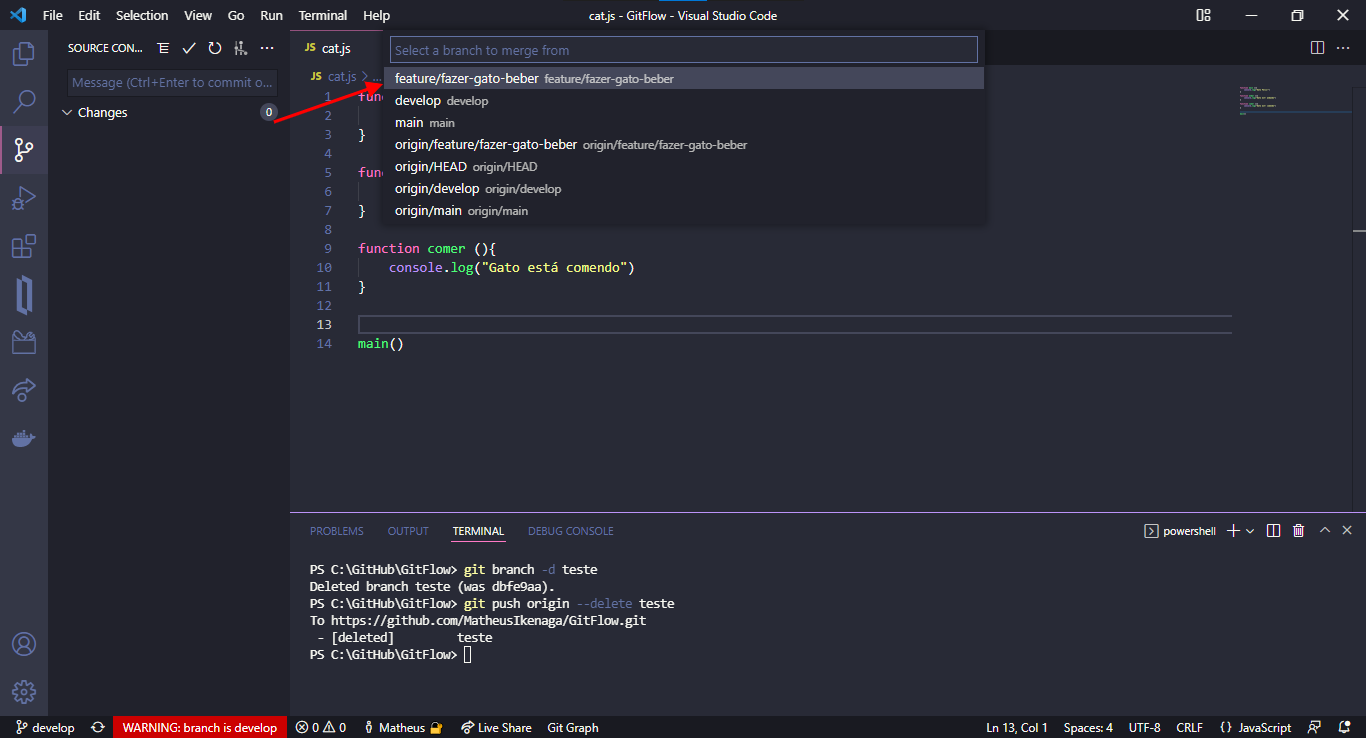 File Edit Selection View Go Run Terminal Help cat.js - GitFlow - Visual Studio Code
SOURCE CON...
Message (Ctrl+Enter to commit o...
Changes 0
JS cat.js
JS cat.js > ...
Select a branch to merge from
feature/fazer-gato-beber feature/fazer-gato-beber
develop develop
main main
origin/feature/fazer-gato-beber origin/feature/fazer-gato-beber
origin/HEAD origin/HEAD
origin/develop origin/develop
origin/main origin/main
1 func
2
3 }
4
5 func
6
7 }
8
9 function comer (){
10 console.log("Gato está comendo")
11 }
12
13
14 main()
PROBLEMS OUTPUT TERMINAL DEBUG CONSOLE powershell
PS C:\GitHub\GitFlow> git branch -d teste
Deleted branch teste (was dbfe9aa).
PS C:\GitHub\GitFlow> git push origin --delete teste
To https://github.com/MatheusIkenaga/GitFlow.git
- [deleted] teste
PS C:\GitHub\GitFlow>
develop WARNING: branch is develop 0 0 Matheus Live Share Git Graph Ln 13, Col 1 Spaces: 4 UTF-8 CRLF {} JavaScript